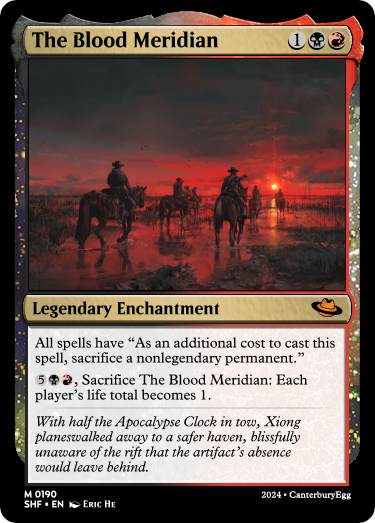 The Blood Meridian 1
Legendary Enchantment
All spells have “As an additional cost to cast this
spell, sacrifice a nonlegendary permanent.”
5, Sacrifice The Blood Meridian: Each
player's life total becomes 1.
With half the Apocalypse Clock in tow, Xiong
planeswalked away to a safer haven, blissfully
unaware of the rift that the artifact's absence
would leave behind.
M 0190
SHF • EN Eric He
2024 • CanterburyEgg